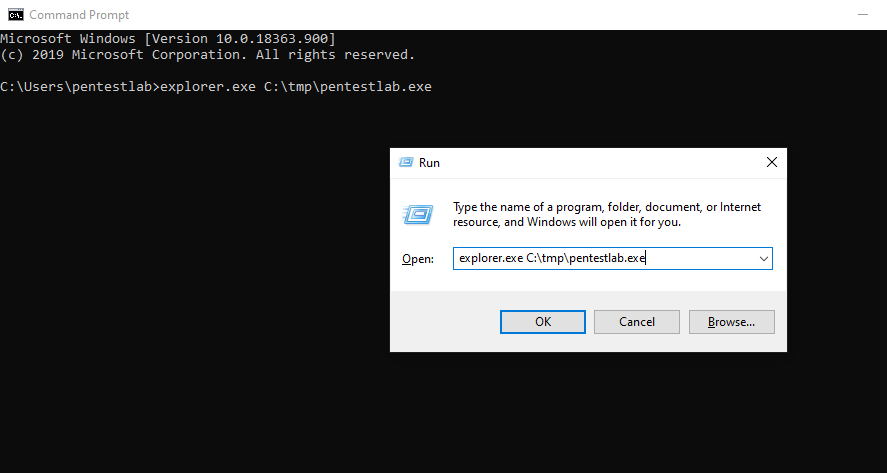 Command Prompt
Microsoft Windows [Version 10.0.18363.900]
(c) 2019 Microsoft Corporation. All rights reserved.
C:\Users\pentestlab>explorer.exe C:\tmp\pentestlab.exe
Run
Type the name of a program, folder, document, or Internet
resource, and Windows will open it for you.
Open:
explorer.exe C:\tmp\pentestlab.exe
OK
Cancel
Browse...